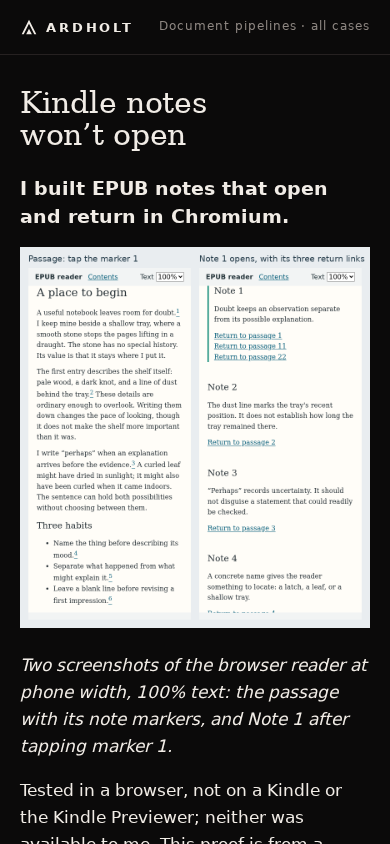 ARDHOLT
Document pipelines · all cases
Kindle notes
won’t open
I built EPUB notes that open
and return in Chromium.
Passage: tap the marker 1
EPUB reader Contents Text 100%
A place to begin
A useful notebook leaves room for doubt.1
I keep mine beside a shallow tray, where a
smooth stone stops the pages lifting in a
draught. The stone has no special history.
Its value is that it stays where I put it.
The first entry describes the shelf itself:
pale wood, a dark knot, and a line of dust
behind the tray.2 These details are
ordinary enough to overlook. Writing them
down changes the pace of looking, though
it does not make the shelf more important
than it was.
I write “perhaps” when an explanation
arrives before the evidence.3 A curled leaf
might have dried in sunlight; it might also
have been curled when it came indoors.
The sentence can hold both possibilities
without choosing between them.
Three habits
• Name the thing before describing its
mood.4
• Separate what happened from what
might explain it.5
• Leave a blank line before revising a
first impression.6
Note 1 opens, with its three return links
EPUB reader Contents Text 100%
Note 1
Doubt keeps an observation separate
from its possible explanation.
Return to passage 1
Return to passage 11
Return to passage 22
Note 2
The dust line marks the tray's recent
position. It does not establish how long the
tray remained there.
Return to passage 2
Note 3
“Perhaps” records uncertainty. It should
not disguise a statement that could readily
be checked.
Return to passage 3
Note 4
A concrete name gives the reader
something to locate: a latch, a leaf, or a
shallow tray.
Two screenshots of the browser reader at
phone width, 100% text: the passage
with its note markers, and Note 1 after
tapping marker 1.
Tested in a browser, not on a Kindle or
the Kindle Previewer; neither was
available to me. This proof is from a